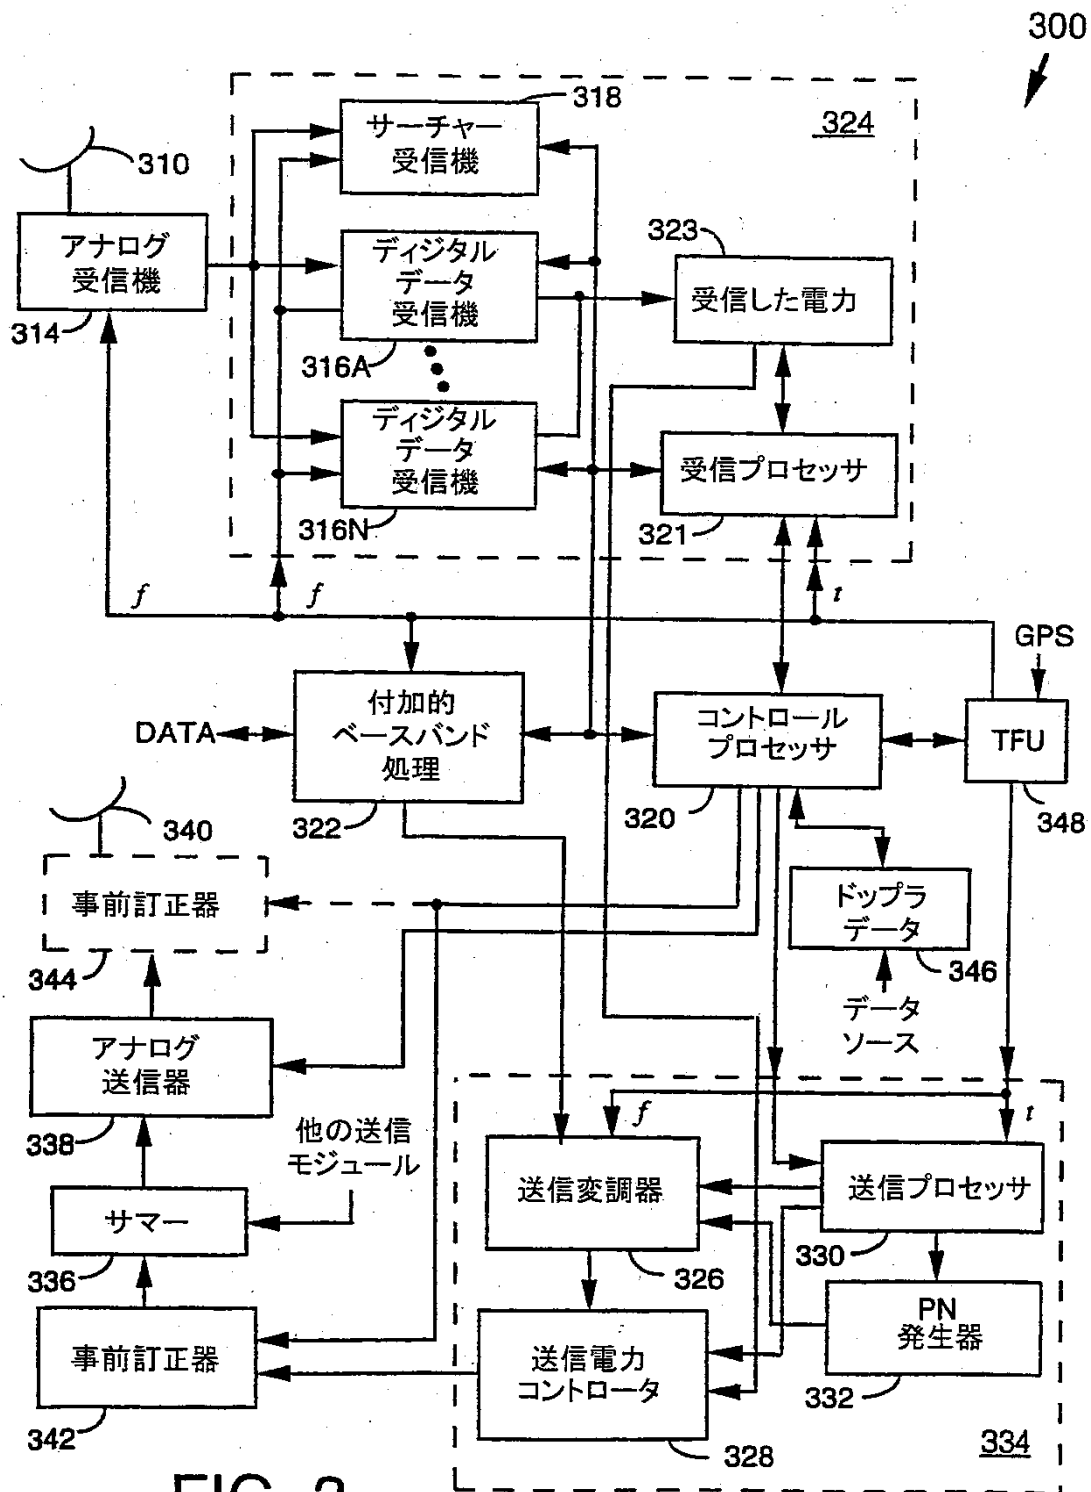 300
318
324
サーチャー
受信機
310
アナログ
受信機
314
ディジタル
データ
受信機
316A
323
受信した電力
ディジタル
データ
受信機
316N
受信プロセッサ
321
f
f
t
GPS
DATA
付加的
ベースバンド
処理
322
コントロール
プロセッサ
320
TFU
348
340
事前訂正器
344
ドップラ
データ
346
データ
ソース
アナログ
送信器
338
他の送信
モジュール
f
t
送信変調器
326
送信プロセッサ
330
サマー
336
PN
発生器
332
事前訂正器
342
送信電力
コントロータ
328
334